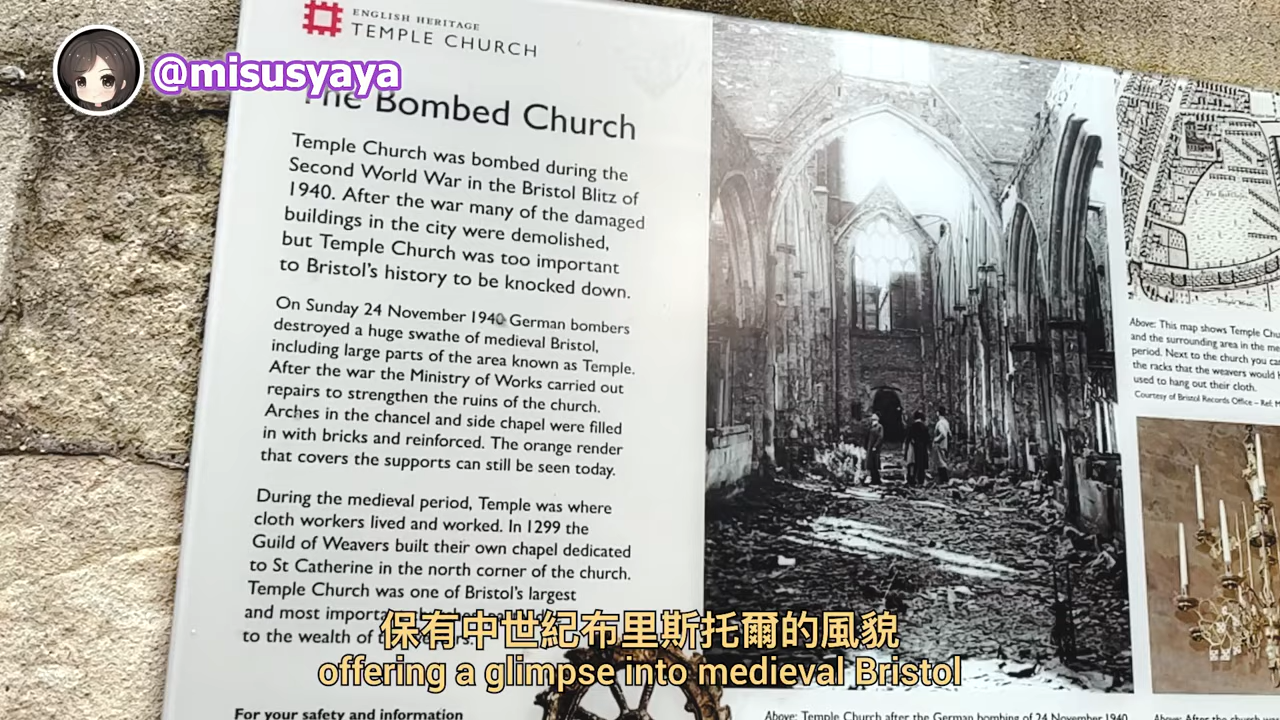 ENGLISH HERITAGE
TEMPLE CHURCH
@misusyaya
The Bombed Church
Temple Church was bombed during the
Second World War in the Bristol Blitz of
1940. After the war many of the damaged
buildings in the city were demolished,
but Temple Church was too important
to Bristol's history to be knocked down.
On Sunday 24 November 1940 German bombers
destroyed a huge swathe of medieval Bristol,
including large parts of the area known as Temple.
After the war the Ministry of Works carried out
repairs to strengthen the ruins of the church.
Arches in the chancel and side chapel were filled
in with bricks and reinforced. The orange render
that covers the supports can still be seen today.
During the medieval period, Temple was where
cloth workers lived and worked. In 1299 the
Guild of Weavers built their own chapel dedicated
to St Catherine in the north corner of the church.
Temple Church was one of Bristol's largest
and most
to the wealth of
For your safety and information
Above: This map shows Temple
and the surrounding area in the
period. Next to the church you
the racks that the weavers would
used to hang out their cloth.
Courtesy of Bristol Records Office – Ref:
Above: Temple Church after the German bombing of 24 November 1940
Above: After the church was
保有中世紀布里斯托爾的風貌
offering a glimpse into medieval Bristol